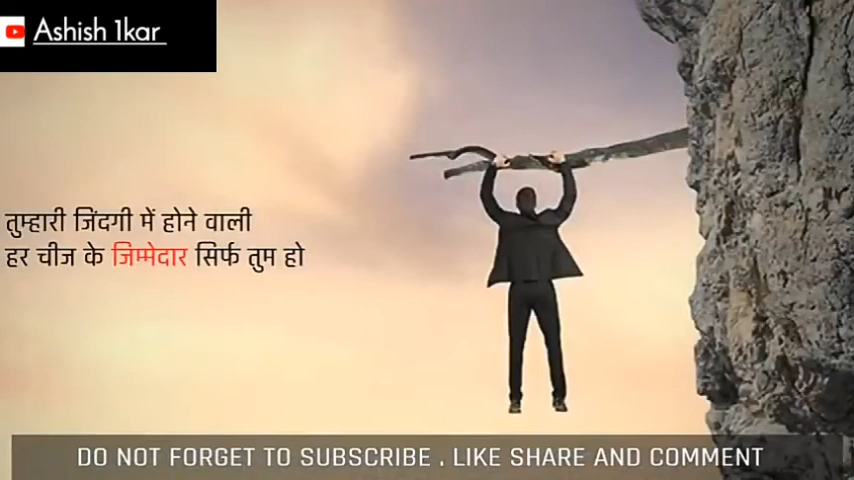 Ashish 1kar
तुम्हारी जिंदगी में होने वाली
हर चीज के जिम्मेदार सिर्फ तुम हो
DO NOT FORGET TO SUBSCRIBE . LIKE SHARE AND COMMENT